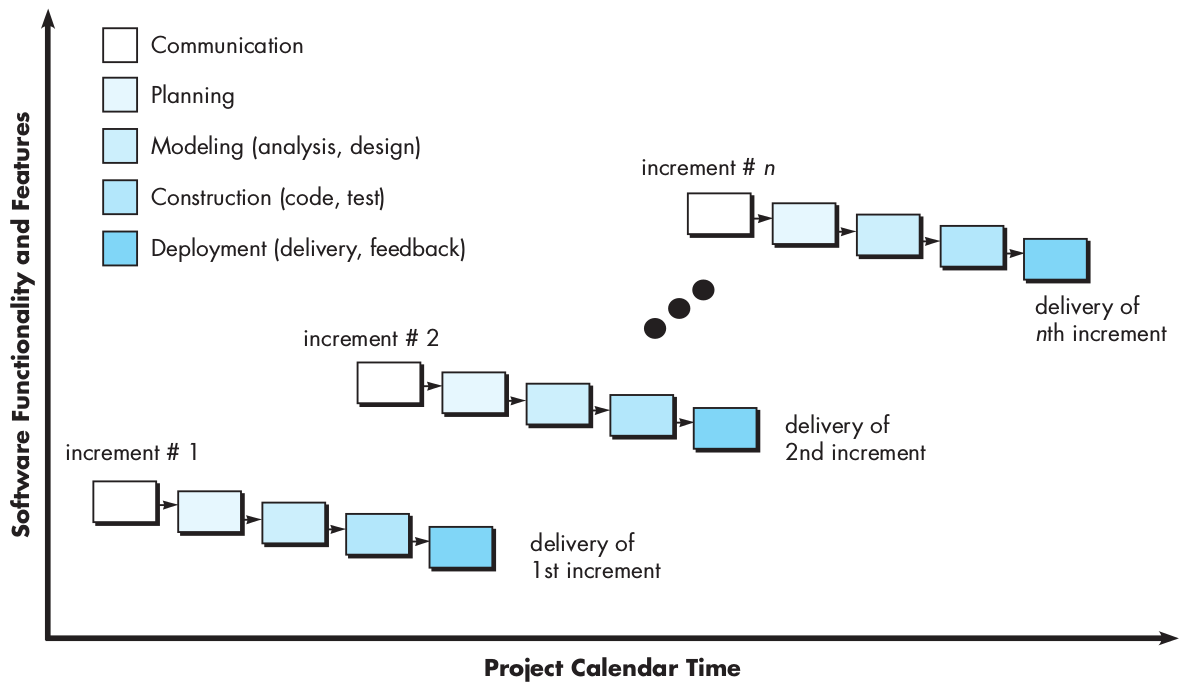 Software Functionality and Features
Communication
Planning
Modeling (analysis, design)
Construction (code, test)
Deployment (delivery, feedback)
increment # n
delivery of
nth increment
increment # 2
delivery of
2nd increment
increment # 1
delivery of
1st increment
Project Calendar Time